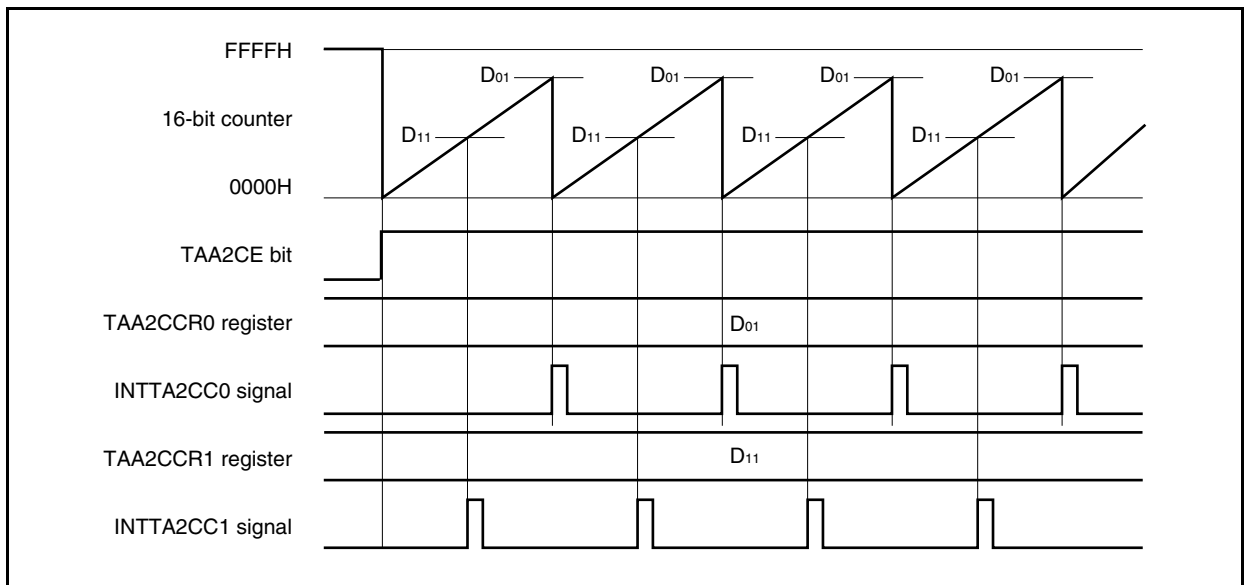 FFFFH
D01 D01 D01 D01
16-bit counter
D11 D11 D11 D11
0000H
TAA2CE bit
TAA2CCR0 register D01
INTTA2CC0 signal
TAA2CCR1 register D11
INTTA2CC1 signal